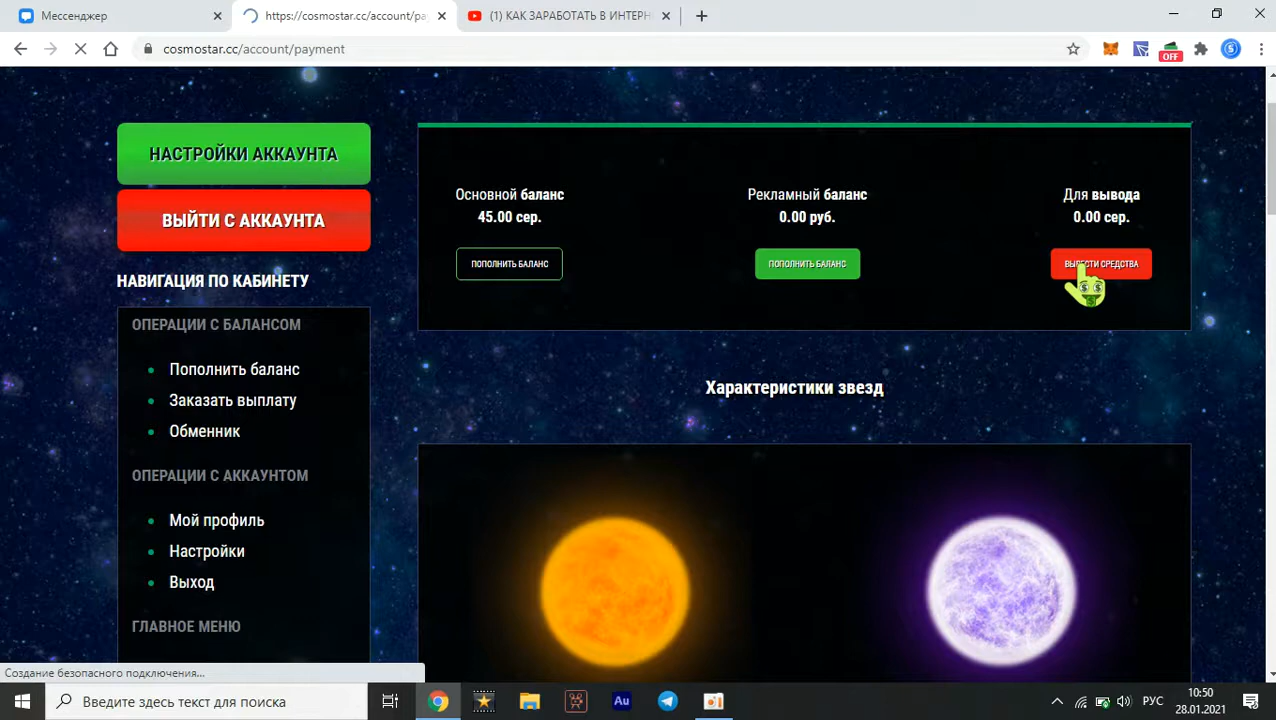 Мессенджер
https://cosmostar.cc/account/pa
(1) КАК ЗАРАБОТАТЬ В ИНТЕРН
cosmostar.cc/account/payment
OFF
S
НАСТРОЙКИ АККАУНТА
ВЫЙТИ С АККАУНТА
НАВИГАЦИЯ ПО КАБИНЕТУ
ОПЕРАЦИИ С БАЛАНСОМ
Пополнить баланс
Заказать выплату
Обменник
ОПЕРАЦИИ С АККАУНТОМ
Мой профиль
Настройки
Выход
ГЛАВНОЕ МЕНЮ
Основной баланс
45.00 сер.
ПОПОЛНИТЬ БАЛАНС
Рекламный баланс
0.00 руб.
ПОПОЛНИТЬ БАЛАНС
Для вывода
0.00 сер.
ВЫВЕСТИ СРЕДСТВА
Характеристики звезд
Создание безопасного подключения...
Введите здесь текст для поиска
Au
РУС
10:50
28.01.2021